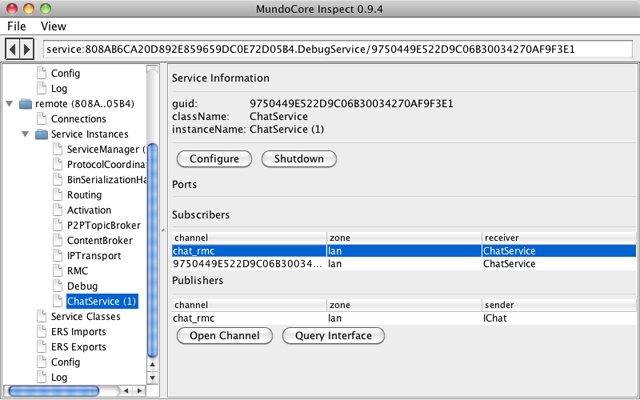 MundoCore Inspect 0.9.4
File View
service:808AB6CA20D892E859659DC0E72D05B4.DebugService/9750449E522D9C06B30034270AF9F3E1
Config
Log
remote (808A..05B4)
Connections
Service Instances
ServiceManager (
ProtocolCoordina
BinSerializationHa
Routing
Activation
P2PTopicBroker
ContentBroker
IPTransport
RMC
Debug
ChatService (1)
Service Classes
ERS Imports
ERS Exports
Config
Log
Service Information
guid: 9750449E522D9C06B30034270AF9F3E1
className: ChatService
instanceName: ChatService (1)
Configure Shutdown
Ports
Subscribers
channel zone receiver
chat_rmc lan ChatService
9750449E522D9C06B30034... lan ChatService
Publishers
channel zone sender
chat_rmc lan IChat
Open Channel Query Interface